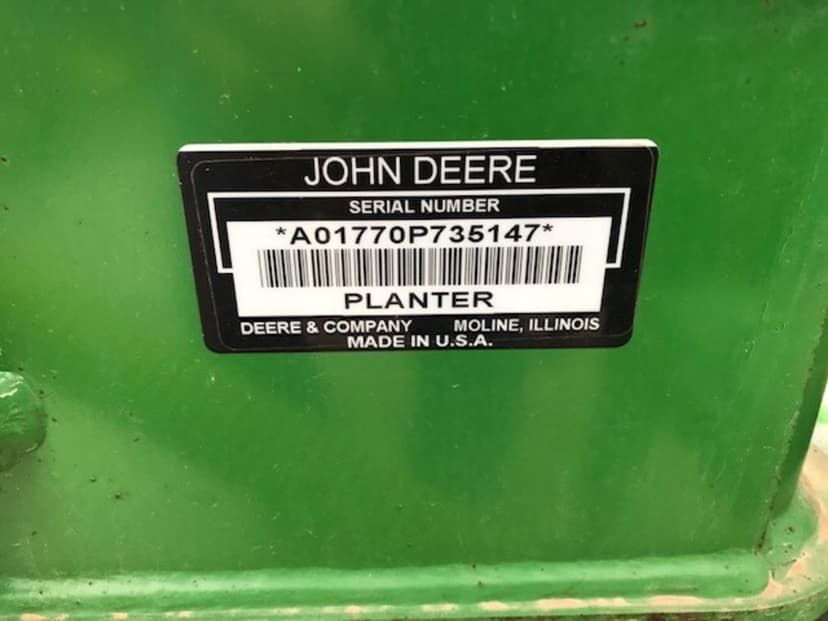 JOHN DEERE
SERIAL NUMBER
*A01770P735147*
PLANTER
DEERE & COMPANY MOLINE, ILLINOIS
MADE IN U.S.A.